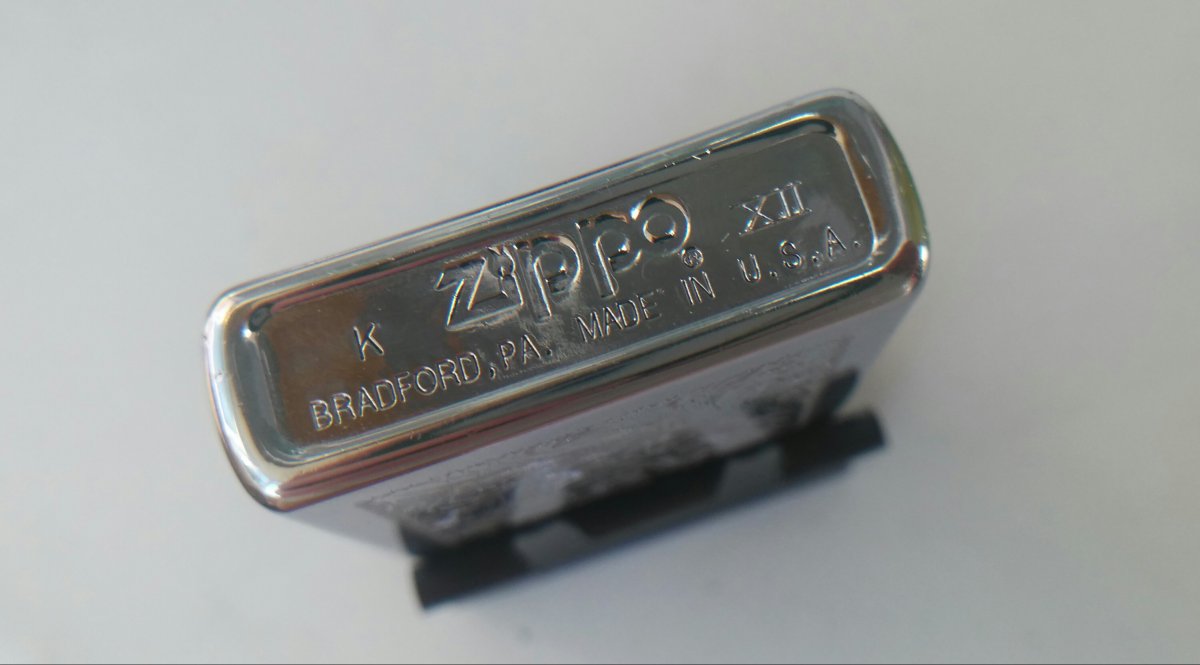 K zippo® XII
BRADFORD, PA. MADE IN U.S.A.